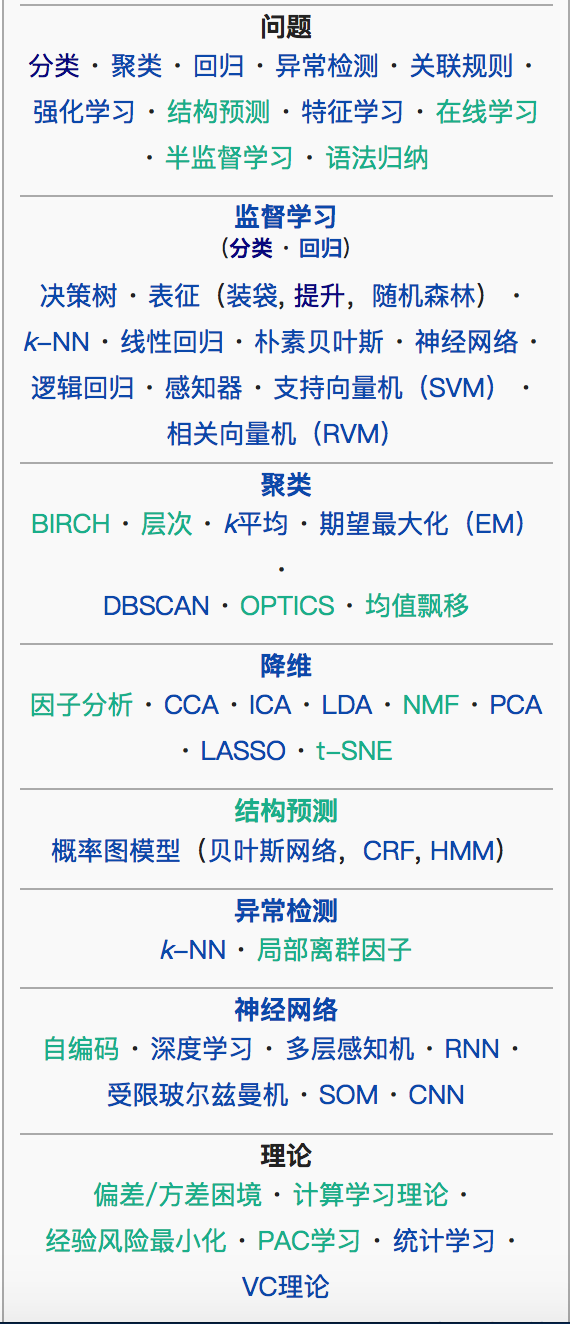 问题
分类 · 聚类 · 回归 · 异常检测 · 关联规则 ·
强化学习 · 结构预测 · 特征学习 · 在线学习
· 半监督学习 · 语法归纳
监督学习
(分类 · 回归)
决策树 · 表征（装袋, 提升，随机森林） ·
k–NN · 线性回归 · 朴素贝叶斯 · 神经网络 ·
逻辑回归 · 感知器 · 支持向量机（SVM） ·
相关向量机（RVM）
聚类
BIRCH · 层次 · k平均 · 期望最大化（EM）
·
DBSCAN · OPTICS · 均值飘移
降维
因子分析 · CCA · ICA · LDA · NMF · PCA
· LASSO · t–SNE
结构预测
概率图模型（贝叶斯网络，CRF, HMM）
异常检测
k–NN · 局部离群因子
神经网络
自编码 · 深度学习 · 多层感知机 · RNN ·
受限玻尔兹曼机 · SOM · CNN
理论
偏差/方差困境 · 计算学习理论 ·
经验风险最小化 · PAC学习 · 统计学习 ·
VC理论